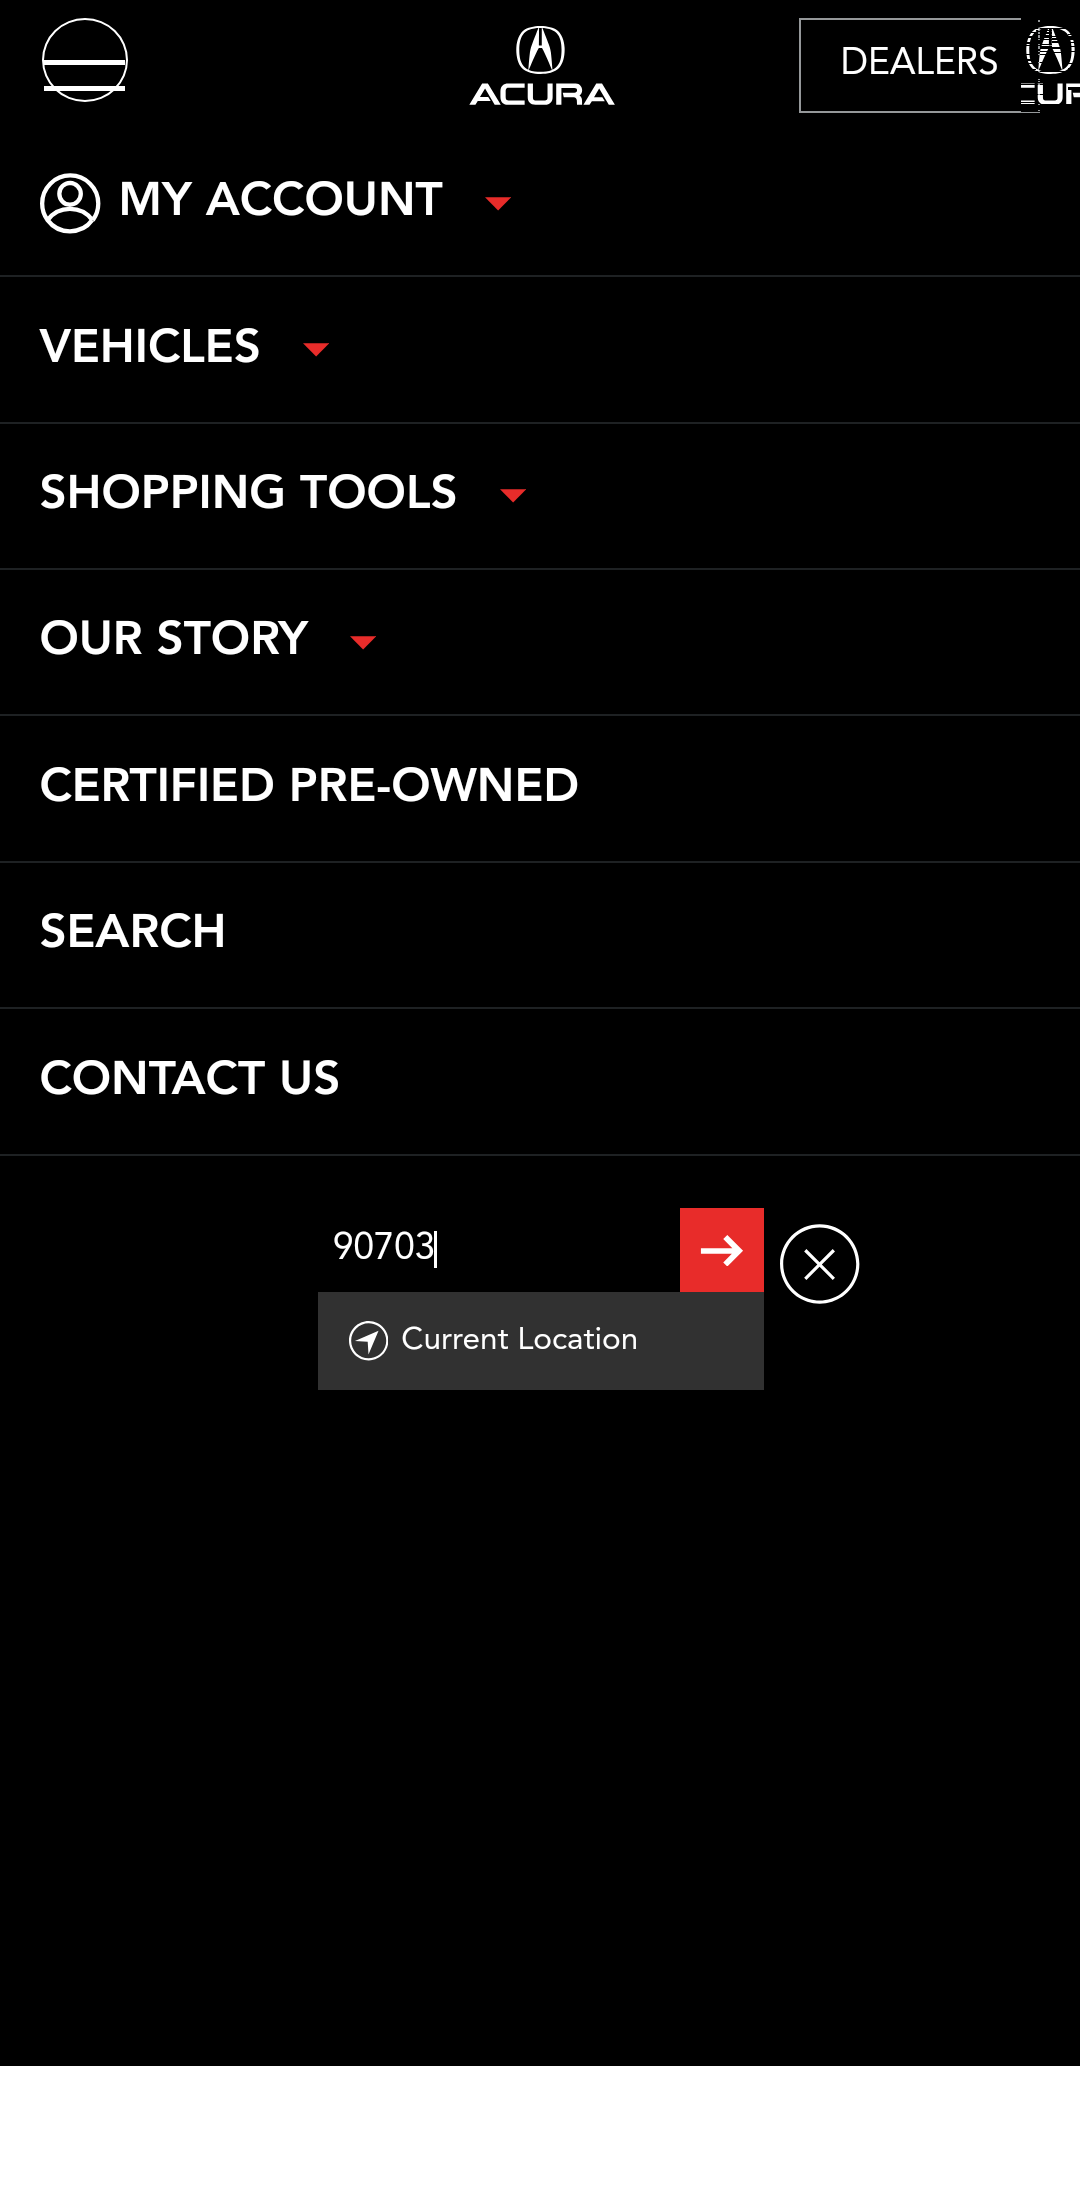 ACURA
DEALERS
MY ACCOUNT
VEHICLES
SHOPPING TOOLS
OUR STORY
CERTIFIED PRE-OWNED
SEARCH
CONTACT US
90703
Current Location